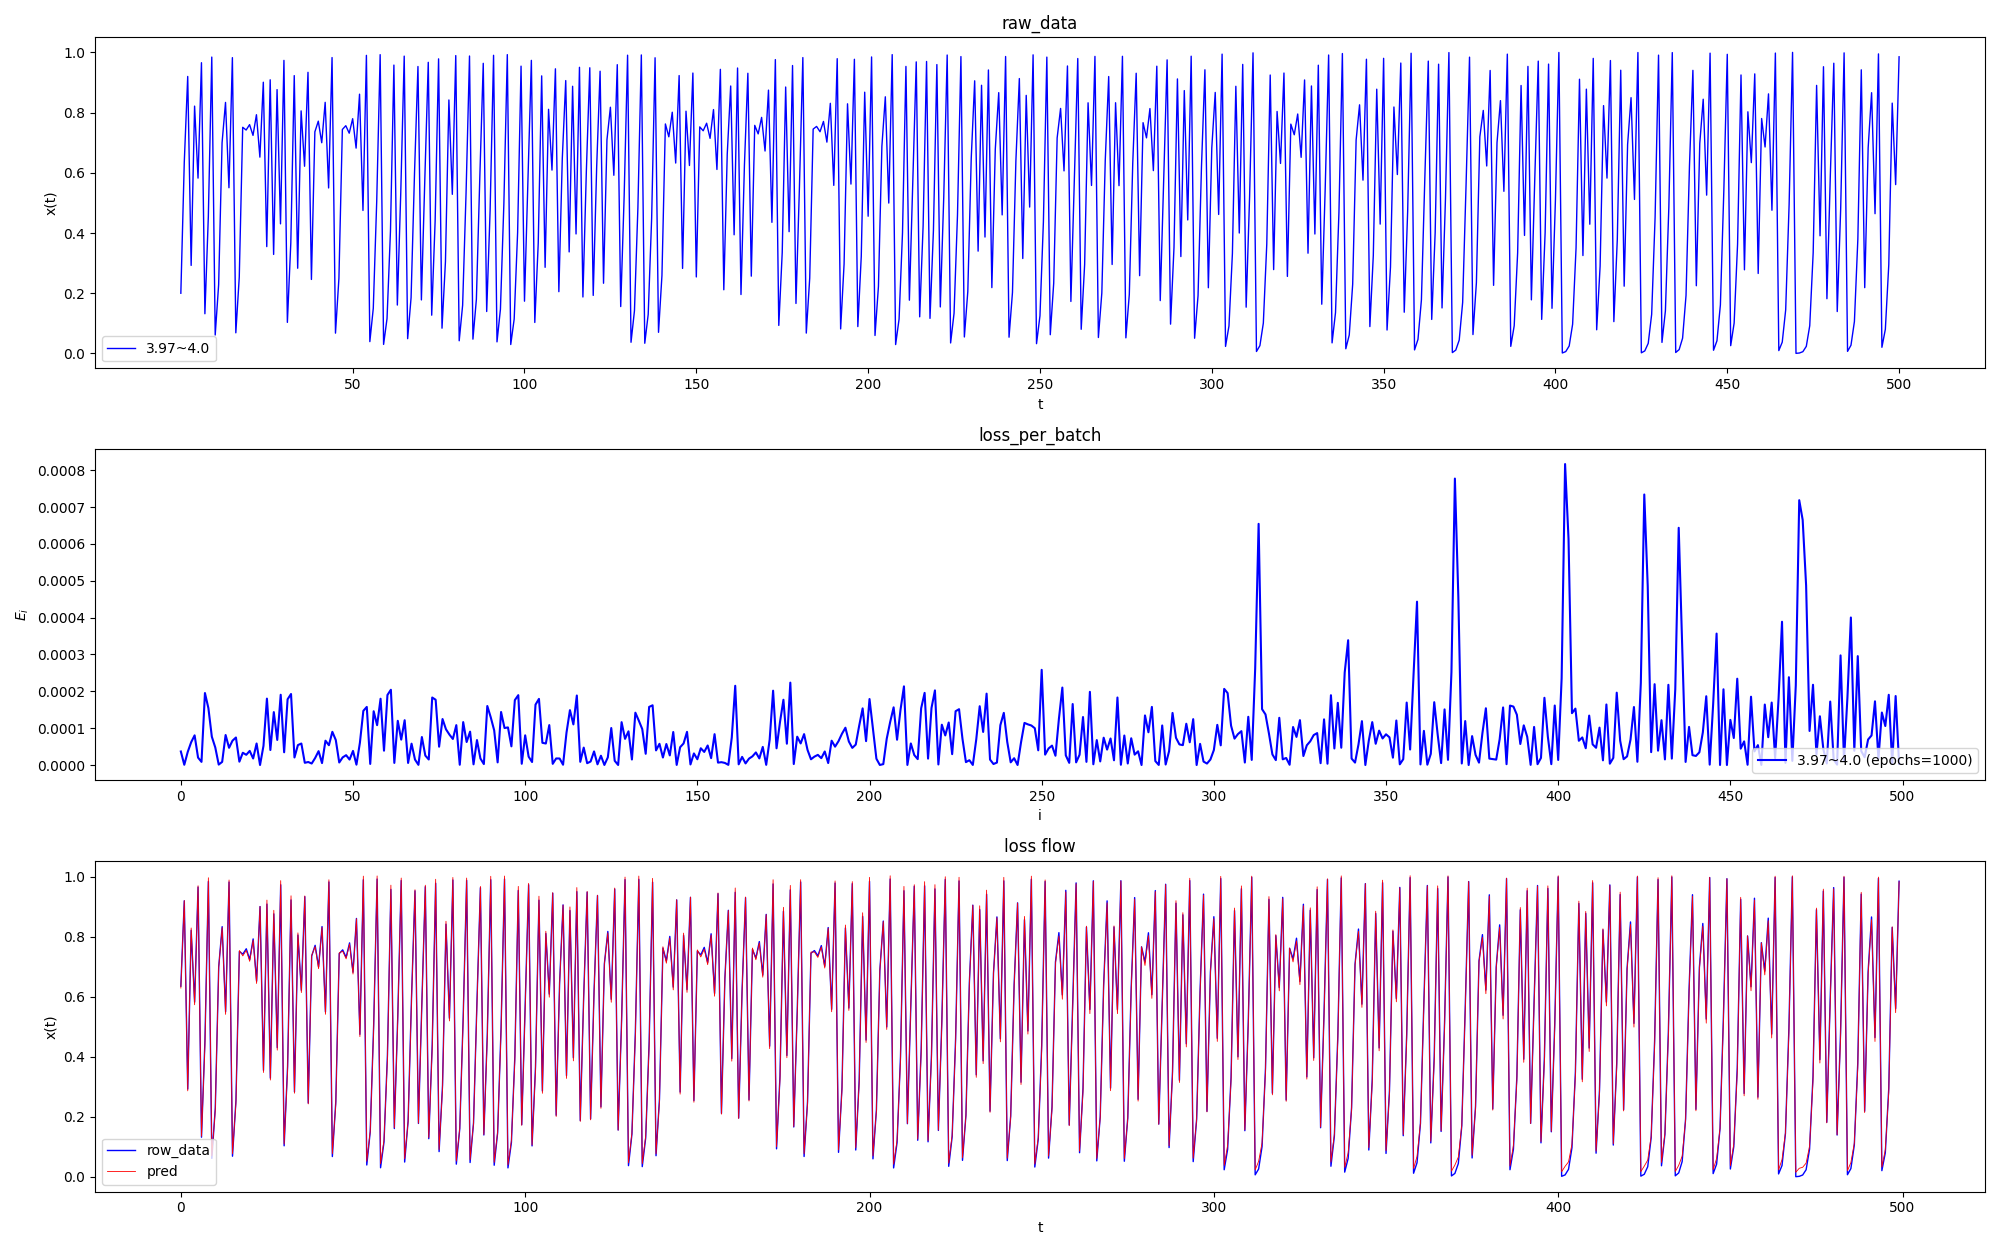 raw_data
x(t)
1.0
0.8
0.6
0.4
0.2
0.0
3.97~4.0
50 100 150 200 250 300 350 400 450 500
t
loss_per_batch
E_i
0.0008
0.0007
0.0006
0.0005
0.0004
0.0003
0.0002
0.0001
0.0000
3.97~4.0 (epochs=1000)
0 50 100 150 200 250 300 350 400 450 500
i
loss flow
x(t)
1.0
0.8
0.6
0.4
0.2
0.0
row_data
pred
0 100 200 300 400 500
t